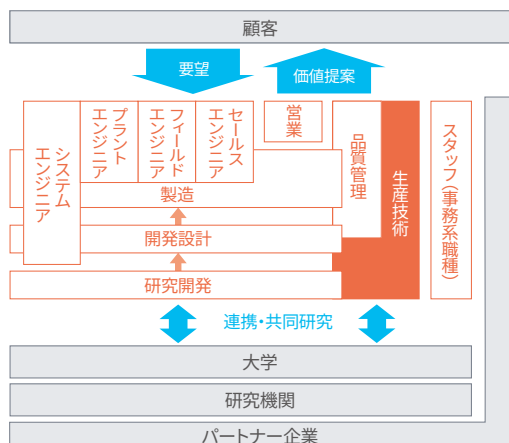 顧客
要望
価値提案
システム
エンジニア
プラント
エンジニア
フィールド
エンジニア
セールス
エンジニア
営業
品質管理
生産技術
スタッフ(事務系職種)
製造
開発設計
研究開発
連携・共同研究
大学
研究機関
パートナー企業